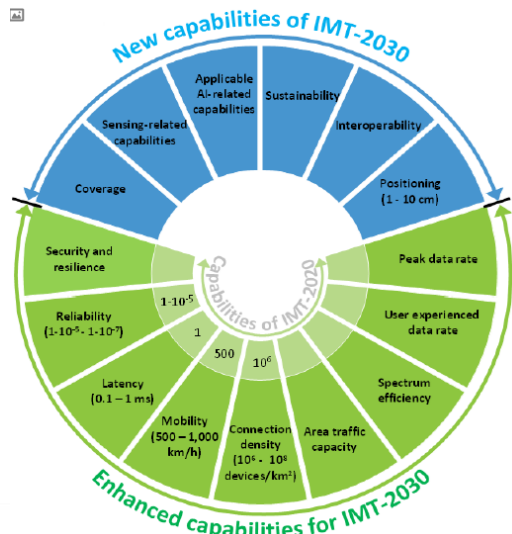 New capabilities of IMT-2030
Applicable
AI-related
capabilities
Sustainability
Sensing-related
capabilities
Interoperability
Coverage
Positioning
(1 - 10 cm)
Security and
resilience
Peak data rate
Capabilities of IMT-2020
Reliability
(1-10⁻⁵ - 1-10⁻⁷)
1-10⁻⁵
User experienced
data rate
Latency
(0.1 – 1 ms)
1
Spectrum
efficiency
Mobility
(500 – 1,000
km/h)
500
Connection
density
(10⁶ - 10⁸
devices/km²)
10⁶
Area traffic
capacity
Enhanced capabilities for IMT-2030